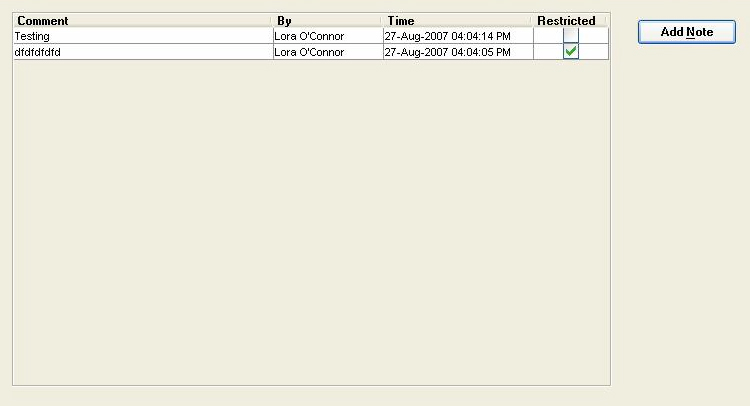 Comment By Time Restricted
Testing Lora O'Connor 27-Aug-2007 04:04:14 PM
dfdfdfdfd Lora O'Connor 27-Aug-2007 04:04:05 PM
Add Note